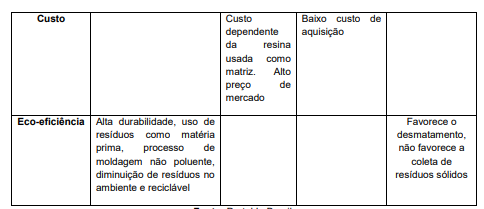 Custo
Custo
dependente
da resina
usada como
matriz. Alto
preço de
mercado
Baixo custo de
aquisição
Eco-eficiência
Alta durabilidade, uso de
resíduos como matéria
prima, processo de
moldagem não poluente,
diminuição de resíduos no
ambiente e reciclável
Favorece o
desmatamento,
não favorece a
coleta de
resíduos sólidos